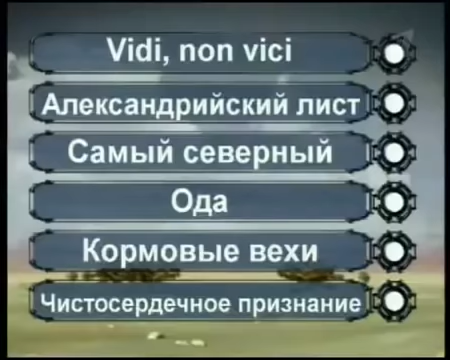 Vidi, non vici
Александрийский лист
Самый северный
Ода
Кормовые вехи
Чистосердечное признание